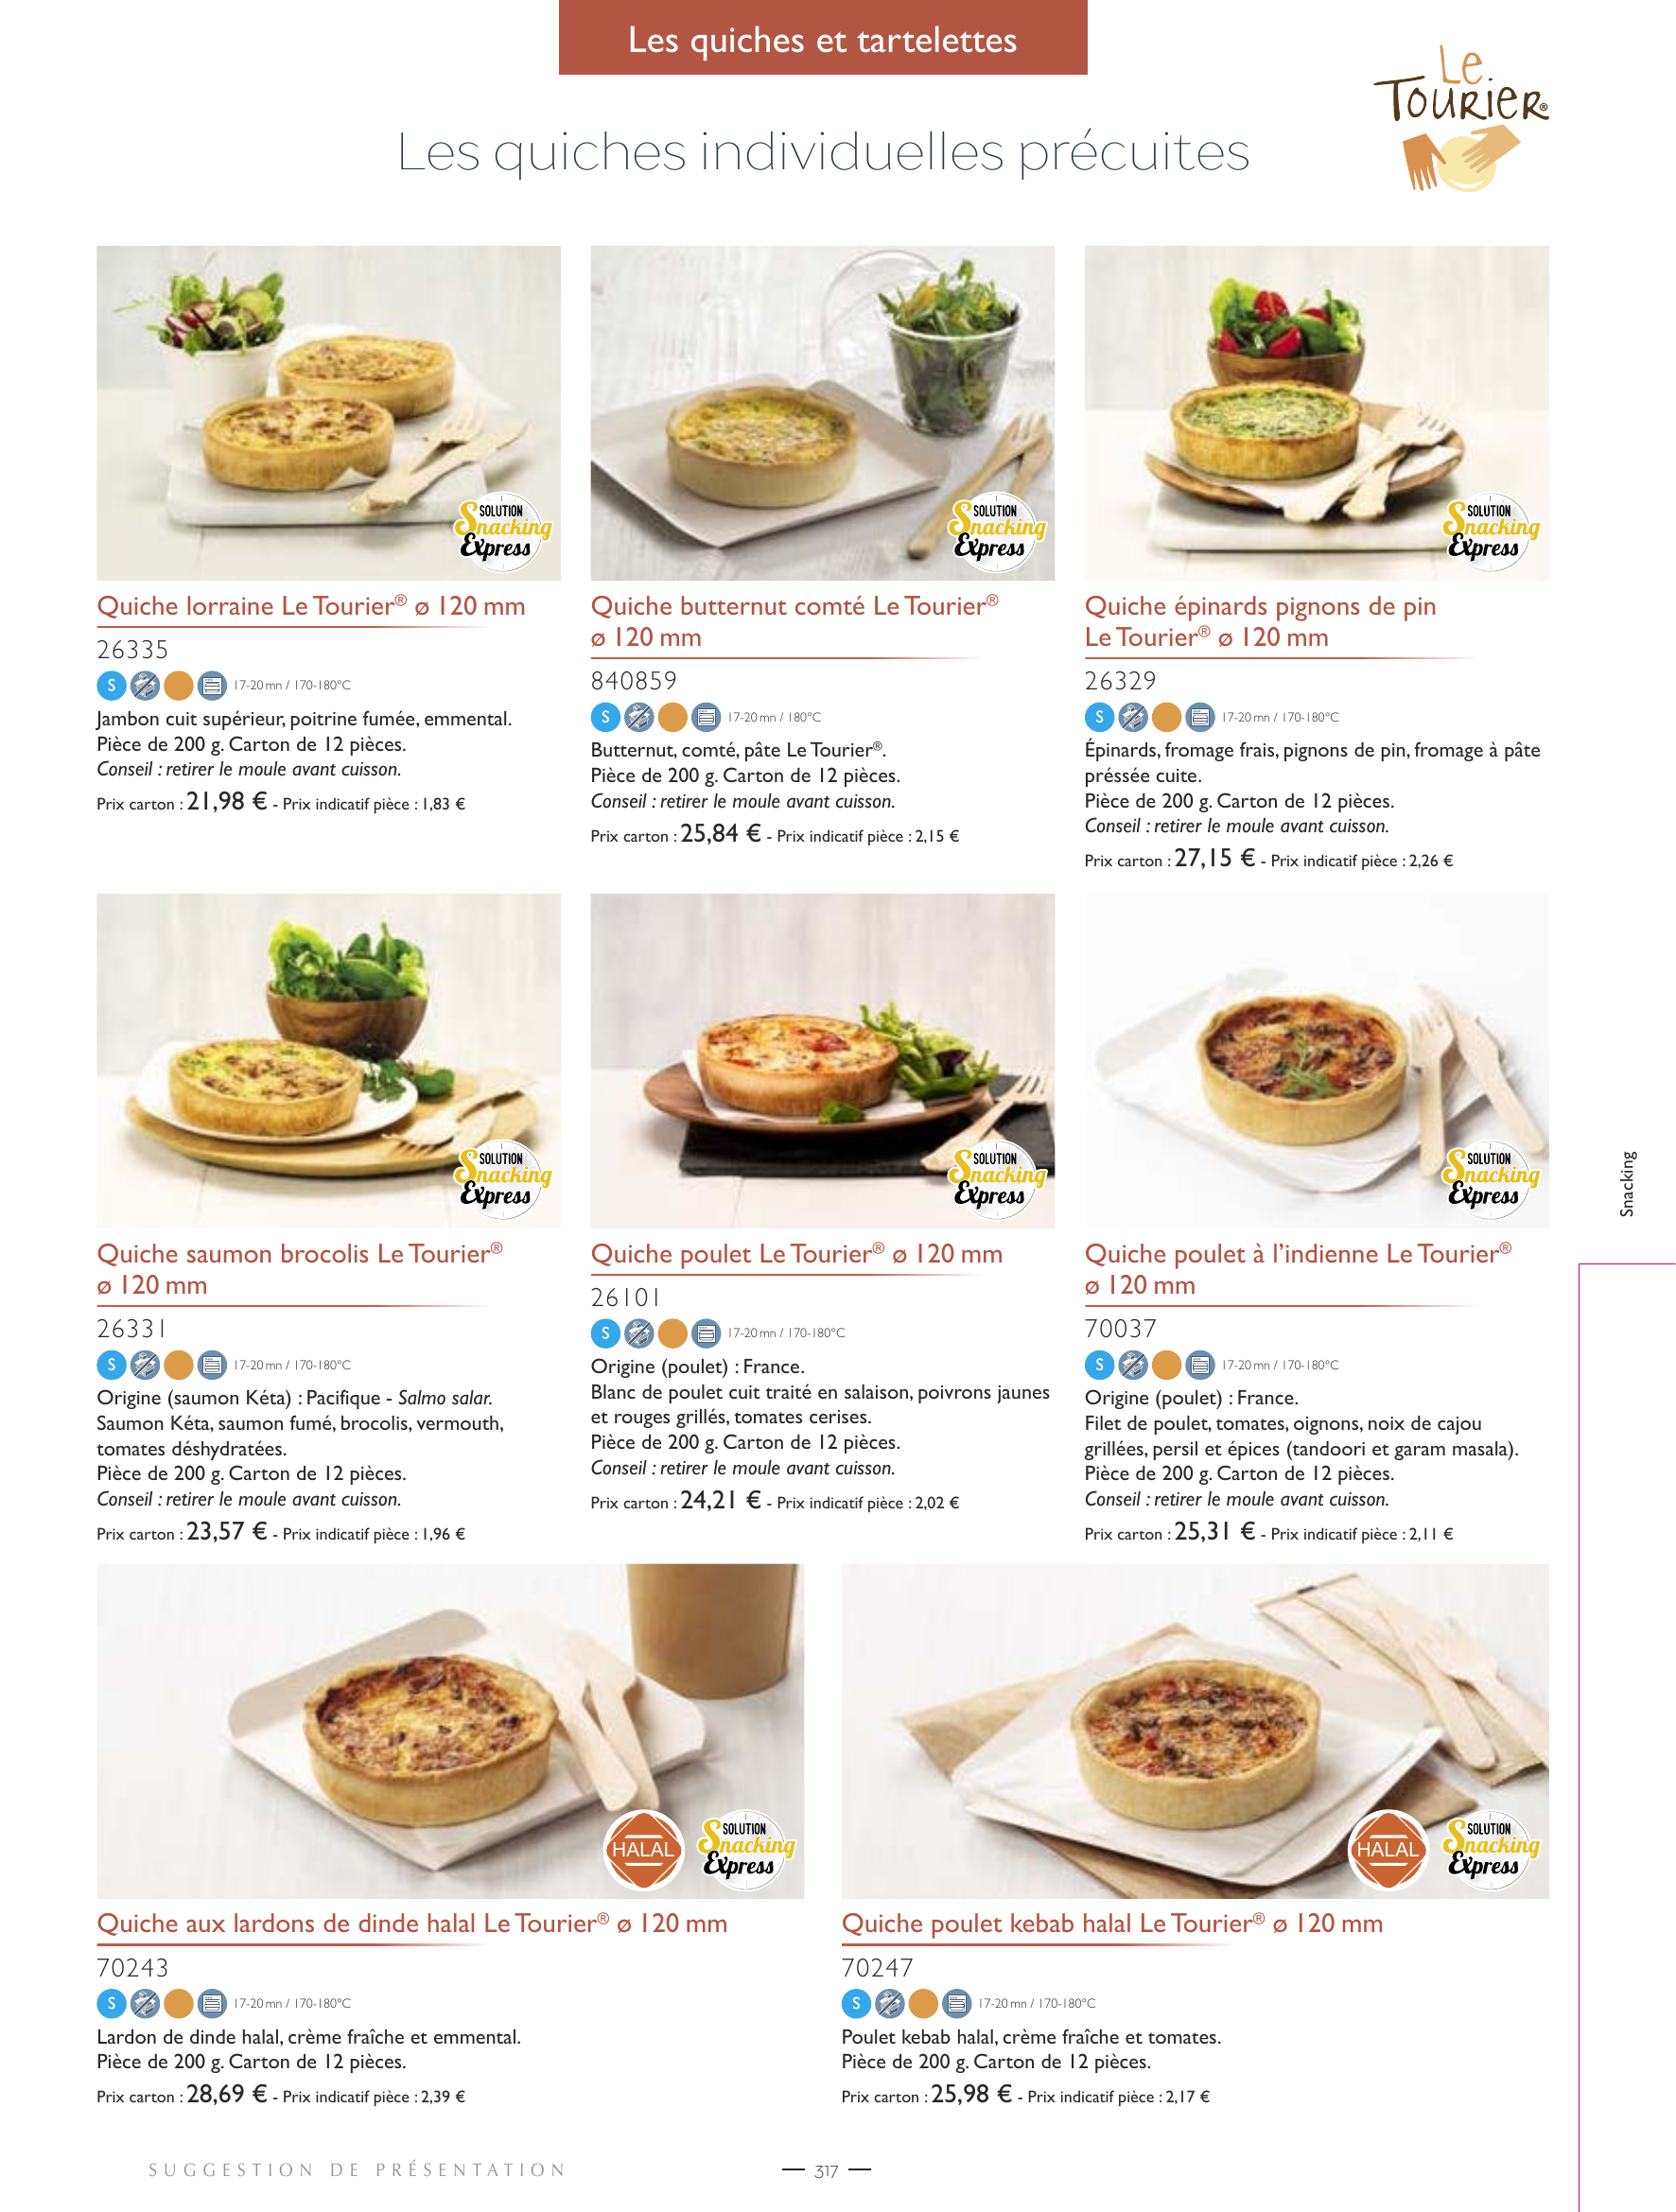 Les quiches et tartelettes
Le
Tourier®
Les quiches individuelles précuites
SOLUTION
Snacking
Express
SOLUTION
Snacking
Express
SOLUTION
Snacking
Express
Quiche lorraine Le Tourier® ø 120 mm
26335
S 17-20 mn / 170-180°C
Jambon cuit supérieur, poitrine fumée, emmental.
Pièce de 200 g. Carton de 12 pièces.
Conseil : retirer le moule avant cuisson.
Prix carton : 21,98 € - Prix indicatif pièce : 1,83 €
Quiche butternut comté Le Tourier®
ø 120 mm
840859
S 17-20 mn / 180°C
Butternut, comté, pâte Le Tourier®.
Pièce de 200 g. Carton de 12 pièces.
Conseil : retirer le moule avant cuisson.
Prix carton : 25,84 € - Prix indicatif pièce : 2,15 €
Quiche épinards pignons de pin
Le Tourier® ø 120 mm
26329
S 17-20 mn / 170-180°C
Épinards, fromage frais, pignons de pin, fromage à pâte
préssée cuite.
Pièce de 200 g. Carton de 12 pièces.
Conseil : retirer le moule avant cuisson.
Prix carton : 27,15 € - Prix indicatif pièce : 2,26 €
SOLUTION
Snacking
Express
SOLUTION
Snacking
Express
SOLUTION
Snacking
Express
Quiche saumon brocolis Le Tourier®
ø 120 mm
26331
S 17-20 mn / 170-180°C
Origine (saumon Kéta) : Pacifique - Salmo salar.
Saumon Kéta, saumon fumé, brocolis, vermouth,
tomates déshydratées.
Pièce de 200 g. Carton de 12 pièces.
Conseil : retirer le moule avant cuisson.
Prix carton : 23,57 € - Prix indicatif pièce : 1,96 €
Quiche poulet Le Tourier® ø 120 mm
26101
S 17-20 mn / 170-180°C
Origine (poulet) : France.
Blanc de poulet cuit traité en salaison, poivrons jaunes
et rouges grillés, tomates cerises.
Pièce de 200 g. Carton de 12 pièces.
Conseil : retirer le moule avant cuisson.
Prix carton : 24,21 € - Prix indicatif pièce : 2,02 €
Quiche poulet à l'indienne Le Tourier®
ø 120 mm
70037
S 17-20 mn / 170-180°C
Origine (poulet) : France.
Filet de poulet, tomates, oignons, noix de cajou
grillées, persil et épices (tandoori et garam masala).
Pièce de 200 g. Carton de 12 pièces.
Conseil : retirer le moule avant cuisson.
Prix carton : 25,31 € - Prix indicatif pièce : 2,11 €
Snacking
HALAL
SOLUTION
Snacking
Express
HALAL
SOLUTION
Snacking
Express
Quiche aux lardons de dinde halal Le Tourier® ø 120 mm
70243
S 17-20 mn / 170-180°C
Lardon de dinde halal, crème fraîche et emmental.
Pièce de 200 g. Carton de 12 pièces.
Prix carton : 28,69 € - Prix indicatif pièce : 2,39 €
Quiche poulet kebab halal Le Tourier® ø 120 mm
70247
S 17-20 mn / 170-180°C
Poulet kebab halal, crème fraîche et tomates.
Pièce de 200 g. Carton de 12 pièces.
Prix carton : 25,98 € - Prix indicatif pièce : 2,17 €
SUGGESTION DE PRÉSENTATION
— 317 —